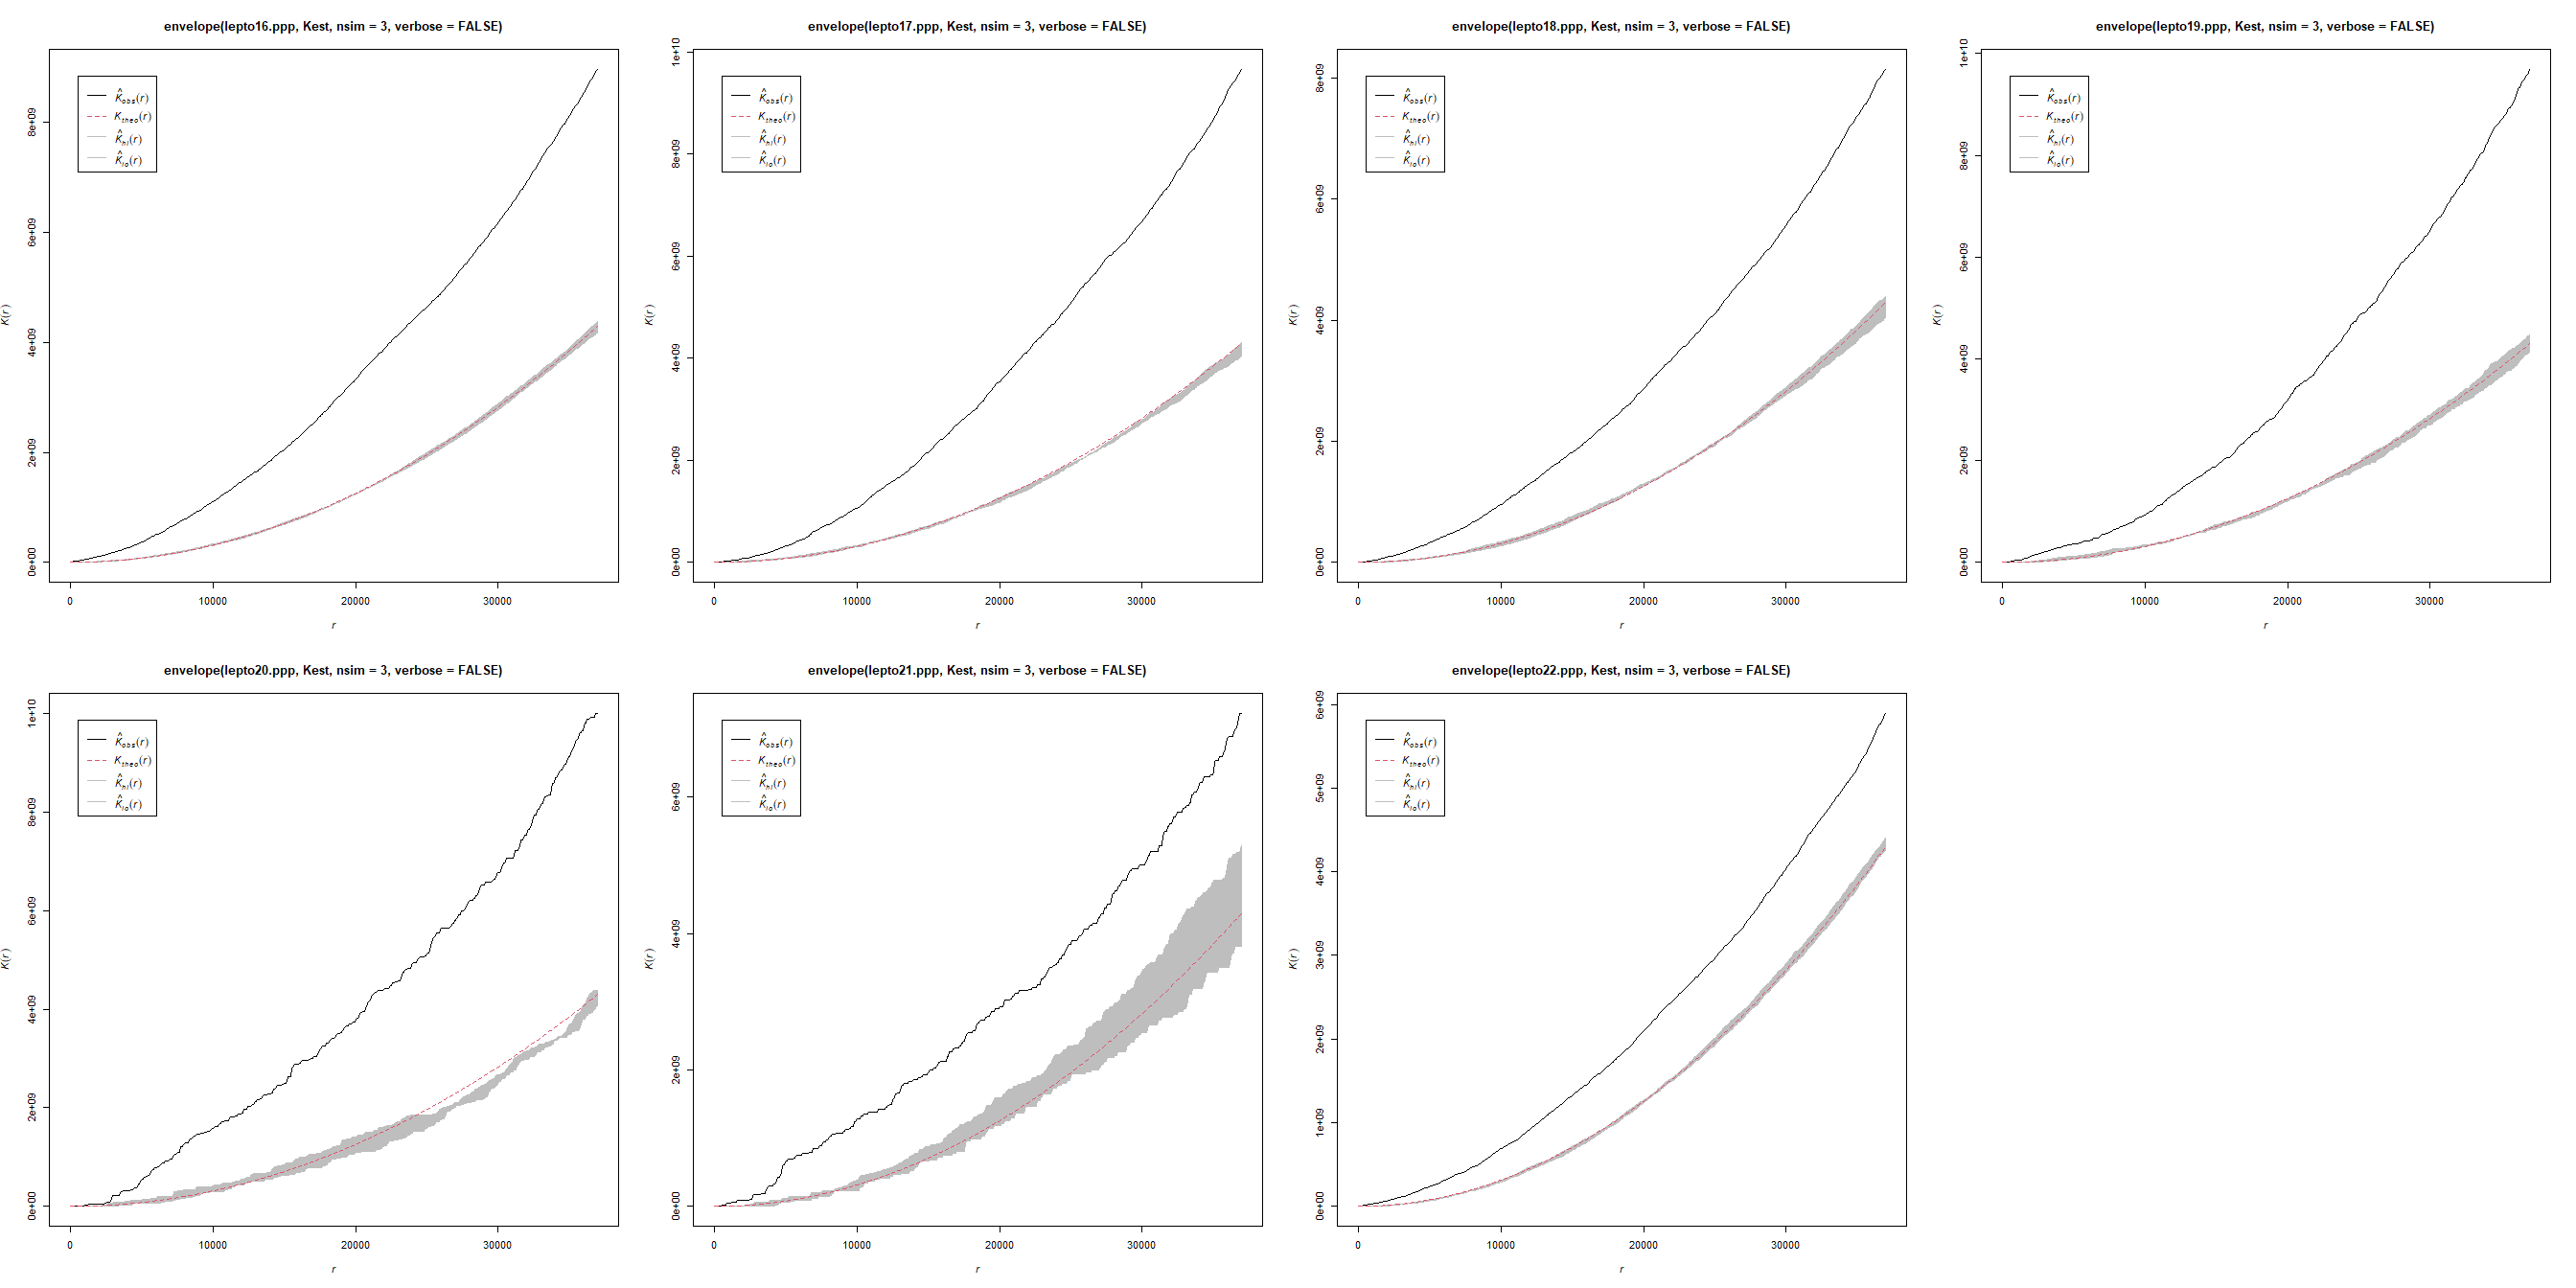 envelope(lepto16.ppp, Kest, nsim = 3, verbose = FALSE)
K(r)
0e+00 2e+09 4e+09 6e+09 8e+09
K̂obs(r)
Ktheo(r)
K̂hi(r)
K̂lo(r)
0 10000 20000 30000
r
envelope(lepto17.ppp, Kest, nsim = 3, verbose = FALSE)
K(r)
0e+00 2e+09 4e+09 6e+09 8e+09 1e+10
K̂obs(r)
Ktheo(r)
K̂hi(r)
K̂lo(r)
0 10000 20000 30000
r
envelope(lepto18.ppp, Kest, nsim = 3, verbose = FALSE)
K(r)
0e+00 2e+09 4e+09 6e+09 8e+09
K̂obs(r)
Ktheo(r)
K̂hi(r)
K̂lo(r)
0 10000 20000 30000
r
envelope(lepto19.ppp, Kest, nsim = 3, verbose = FALSE)
K(r)
0e+00 2e+09 4e+09 6e+09 8e+09 1e+10
K̂obs(r)
Ktheo(r)
K̂hi(r)
K̂lo(r)
0 10000 20000 30000
r
envelope(lepto20.ppp, Kest, nsim = 3, verbose = FALSE)
K(r)
0e+00 2e+09 4e+09 6e+09 8e+09 1e+10
K̂obs(r)
Ktheo(r)
K̂hi(r)
K̂lo(r)
0 10000 20000 30000
r
envelope(lepto21.ppp, Kest, nsim = 3, verbose = FALSE)
K(r)
0e+00 2e+09 4e+09 6e+09
K̂obs(r)
Ktheo(r)
K̂hi(r)
K̂lo(r)
0 10000 20000 30000
r
envelope(lepto22.ppp, Kest, nsim = 3, verbose = FALSE)
K(r)
0e+00 1e+09 2e+09 3e+09 4e+09 5e+09 6e+09
K̂obs(r)
Ktheo(r)
K̂hi(r)
K̂lo(r)
0 10000 20000 30000
r